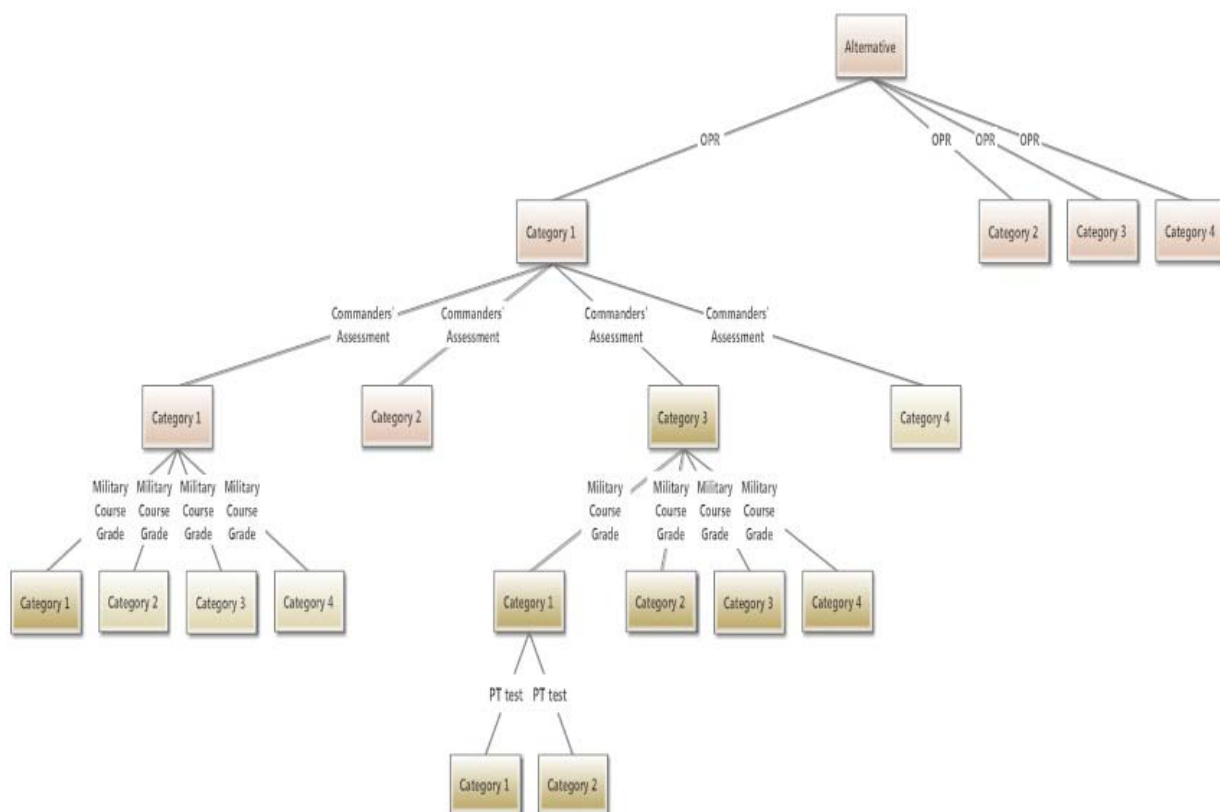 Alternative
OPR
OPR
OPR
OPR
Category 1
Category 2
Category 3
Category 4
Commanders'
Assessment
Commanders'
Assessment
Commanders'
Assessment
Commanders'
Assessment
Category 1
Category 2
Category 3
Category 4
Military
Course
Grade
Military
Course
Grade
Military
Course
Grade
Military
Course
Grade
Military
Course
Grade
Military
Course
Grade
Military
Course
Grade
Military
Course
Grade
Category 1
Category 2
Category 3
Category 4
Category 1
Category 2
Category 3
Category 4
PT test
PT test
Category 1
Category 2